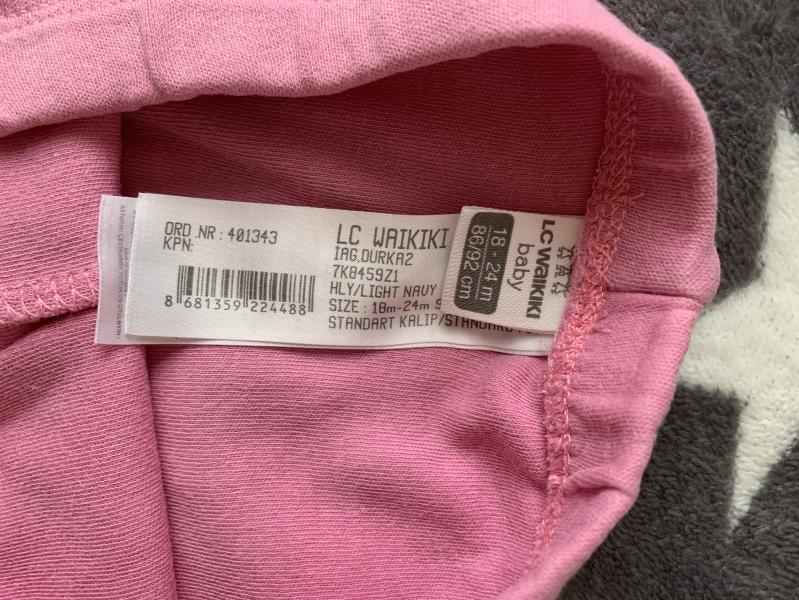 ORD.NR: 401343
KPN:
8 681359 224488
LC WAIKIKI
IAG,DURKA2
7K8459Z1
HLY/LIGHT NAVY
SIZE : 18m-24m
STANDART KALIP/
LC WAIKIKI
baby
18 - 24 m
86/92 cm